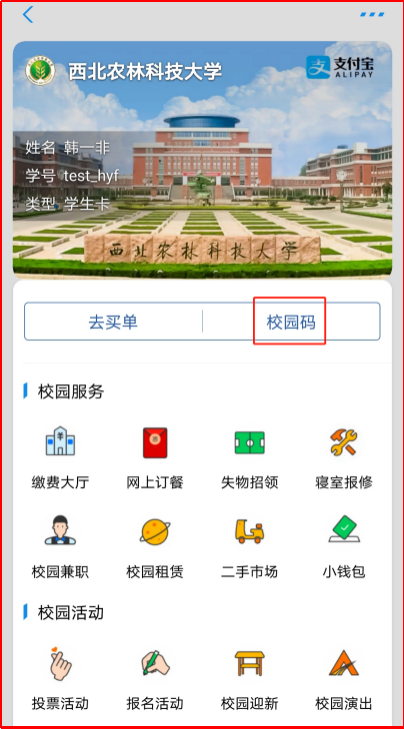 西北农林科技大学
支付宝
ALIPAY
姓名 韩一非
学号 test_hyf
类型 学生卡
西北农林科技大学
去买单 校园码
校园服务
缴费大厅 网上订餐 失物招领 寝室报修
校园兼职 校园租赁 二手市场 小钱包
校园活动
投票活动 报名活动 校园迎新 校园演出